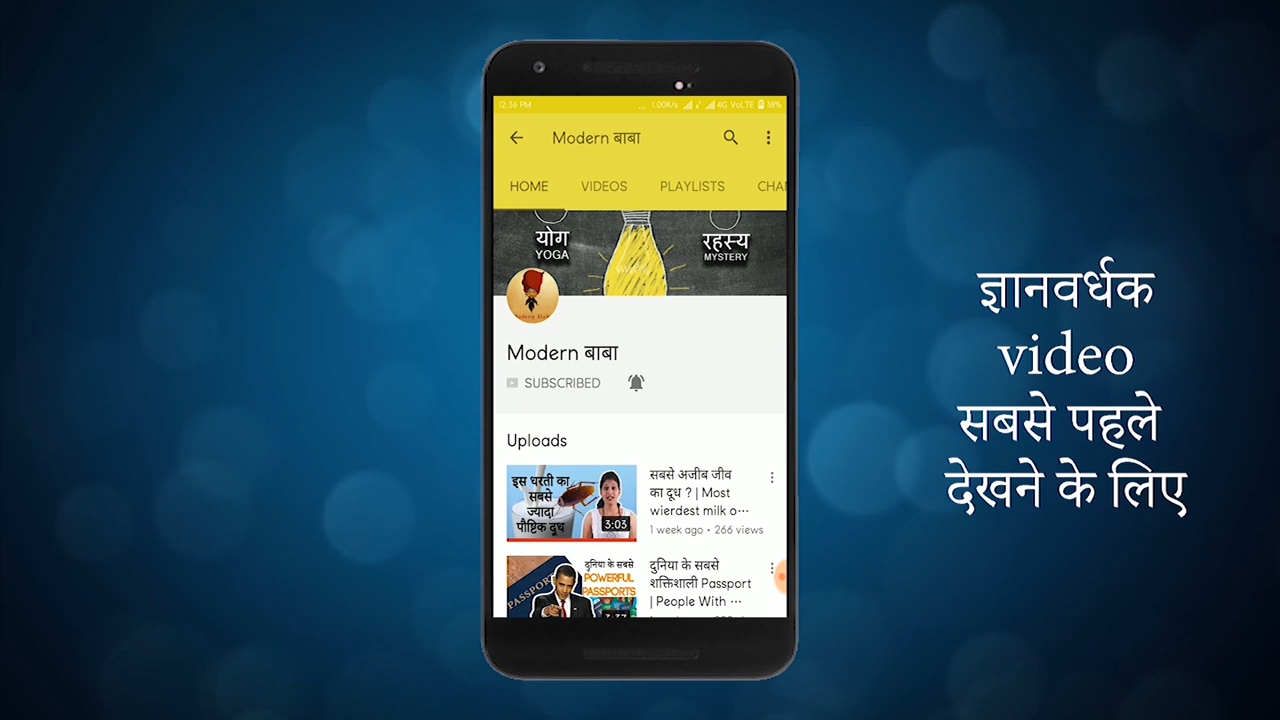 12:36 PM ... 1.00K/s 4G VoLTE 38%
Modern बाबा
HOME VIDEOS PLAYLISTS CHA
योग
YOGA
रहस्य
MYSTERY
Modern बाबा
SUBSCRIBED
Uploads
इस धरती का
सबसे
ज्यादा
पौष्टिक दूध
3:03
सबसे अजीब जीव
का दूध ? | Most
wierdest milk o...
1 week ago • 266 views
PASSPORT
दुनिया के सबसे
POWERFUL
PASSPORTS
दुनिया के सबसे
शक्तिशाली Passport
| People With ...
ज्ञानवर्धक
video
सबसे पहले
देखने के लिए